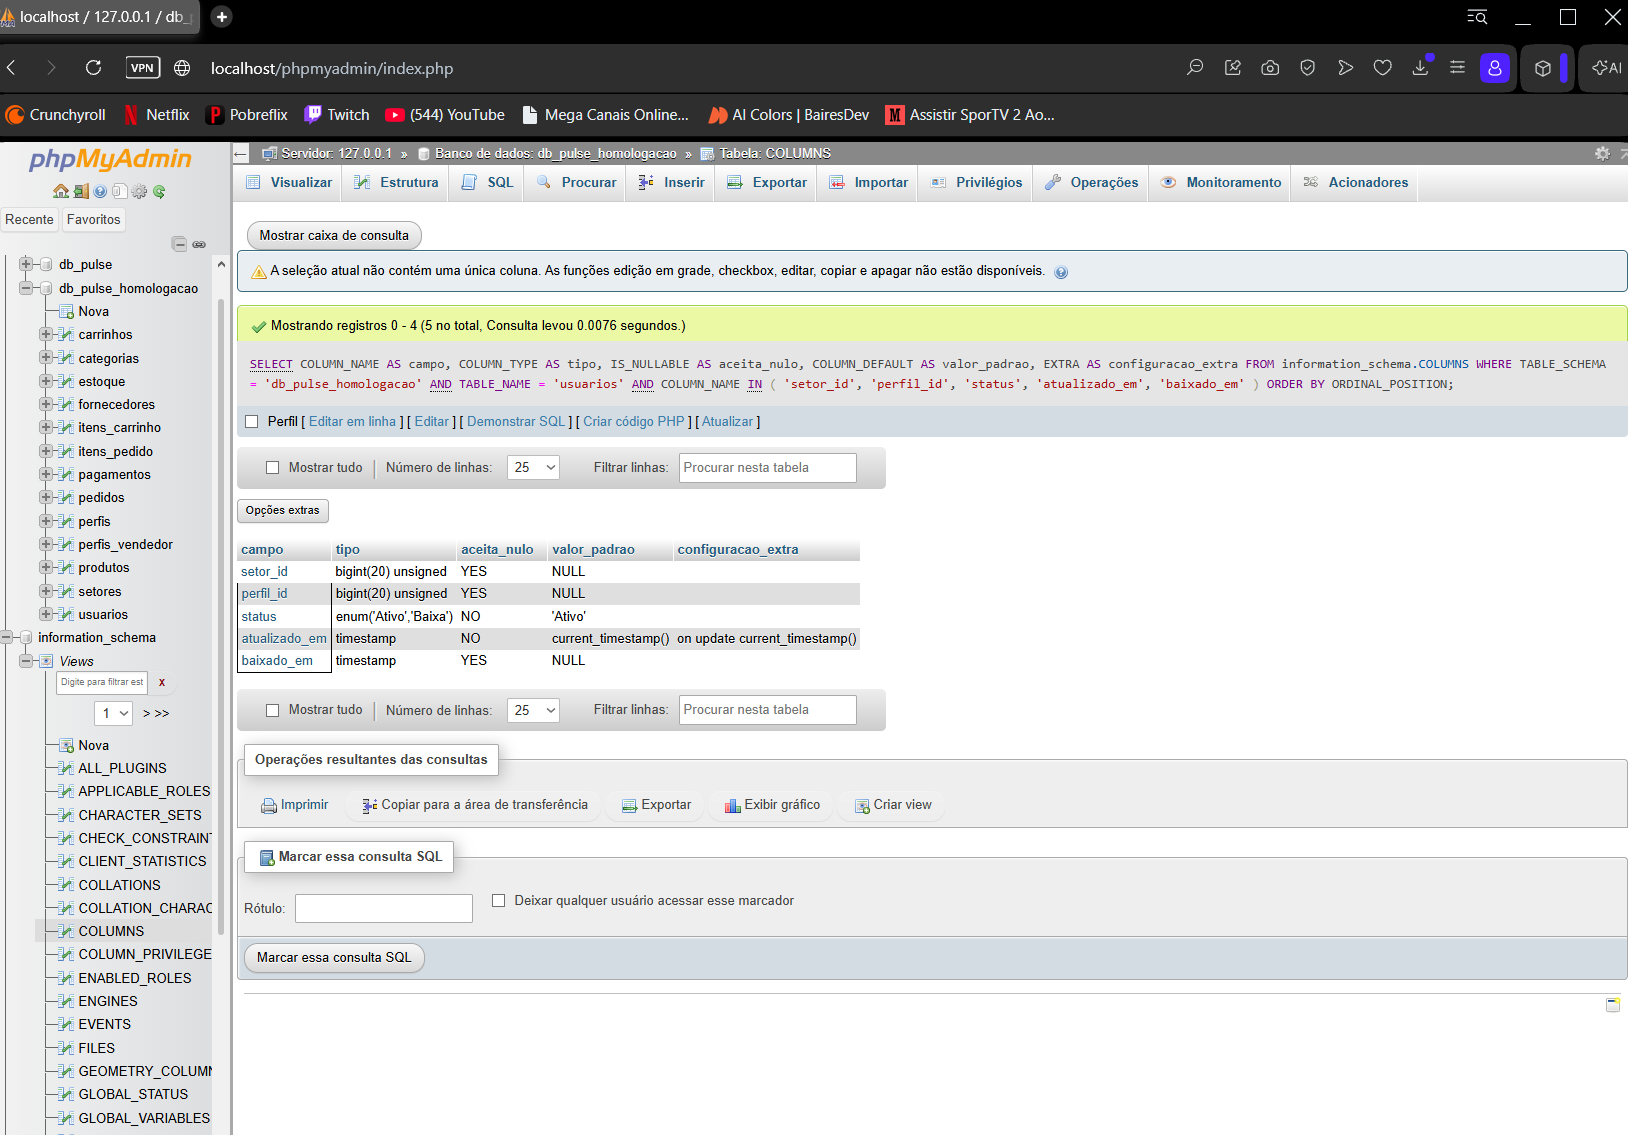 localhost / 127.0.0.1 / db_
VPN localhost/phpmyadmin/index.php AI
Crunchyroll Netflix Pobreflix Twitch (544) YouTube Mega Canais Online... AI Colors | BairesDev Assistir SporTV 2 Ao...
phpMyAdmin
Recente Favoritos
db_pulse
db_pulse_homologacao
Nova
carrinhos
categorias
estoque
fornecedores
itens_carrinho
itens_pedido
pagamentos
pedidos
perfis
perfis_vendedor
produtos
setores
usuarios
information_schema
Views
Digite para filtrar est x
1 > >>
Nova
ALL_PLUGINS
APPLICABLE_ROLES
CHARACTER_SETS
CHECK_CONSTRAINT
CLIENT_STATISTICS
COLLATIONS
COLLATION_CHARAC
COLUMNS
COLUMN_PRIVILEGE
ENABLED_ROLES
ENGINES
EVENTS
FILES
GEOMETRY_COLUMN
GLOBAL_STATUS
GLOBAL_VARIABLES
Servidor: 127.0.0.1 » Banco de dados: db_pulse_homologacao » Tabela: COLUMNS
Visualizar Estrutura SQL Procurar Inserir Exportar Importar Privilégios Operações Monitoramento Acionadores
Mostrar caixa de consulta
A seleção atual não contém uma única coluna. As funções edição em grade, checkbox, editar, copiar e apagar não estão disponíveis.
Mostrando registros 0 - 4 (5 no total, Consulta levou 0.0076 segundos.)
SELECT COLUMN_NAME AS campo, COLUMN_TYPE AS tipo, IS_NULLABLE AS aceita_nulo, COLUMN_DEFAULT AS valor_padrao, EXTRA AS configuracao_extra FROM information_schema.COLUMNS WHERE TABLE_SCHEMA
= 'db_pulse_homologacao' AND TABLE_NAME = 'usuarios' AND COLUMN_NAME IN ( 'setor_id', 'perfil_id', 'status', 'atualizado_em', 'baixado_em' ) ORDER BY ORDINAL_POSITION;
Perfil [ Editar em linha ] [ Editar ] [ Demonstrar SQL ] [ Criar código PHP ] [ Atualizar ]
Mostrar tudo Número de linhas: 25 Filtrar linhas: Procurar nesta tabela
Opções extras
campo tipo aceita_nulo valor_padrao configuracao_extra
setor_id bigint(20) unsigned YES NULL
perfil_id bigint(20) unsigned YES NULL
status enum('Ativo','Baixa') NO 'Ativo'
atualizado_em timestamp NO current_timestamp() on update current_timestamp()
baixado_em timestamp YES NULL
Mostrar tudo Número de linhas: 25 Filtrar linhas: Procurar nesta tabela
Operações resultantes das consultas
Imprimir Copiar para a área de transferência Exportar Exibir gráfico Criar view
Marcar essa consulta SQL
Rótulo: Deixar qualquer usuário acessar esse marcador
Marcar essa consulta SQL